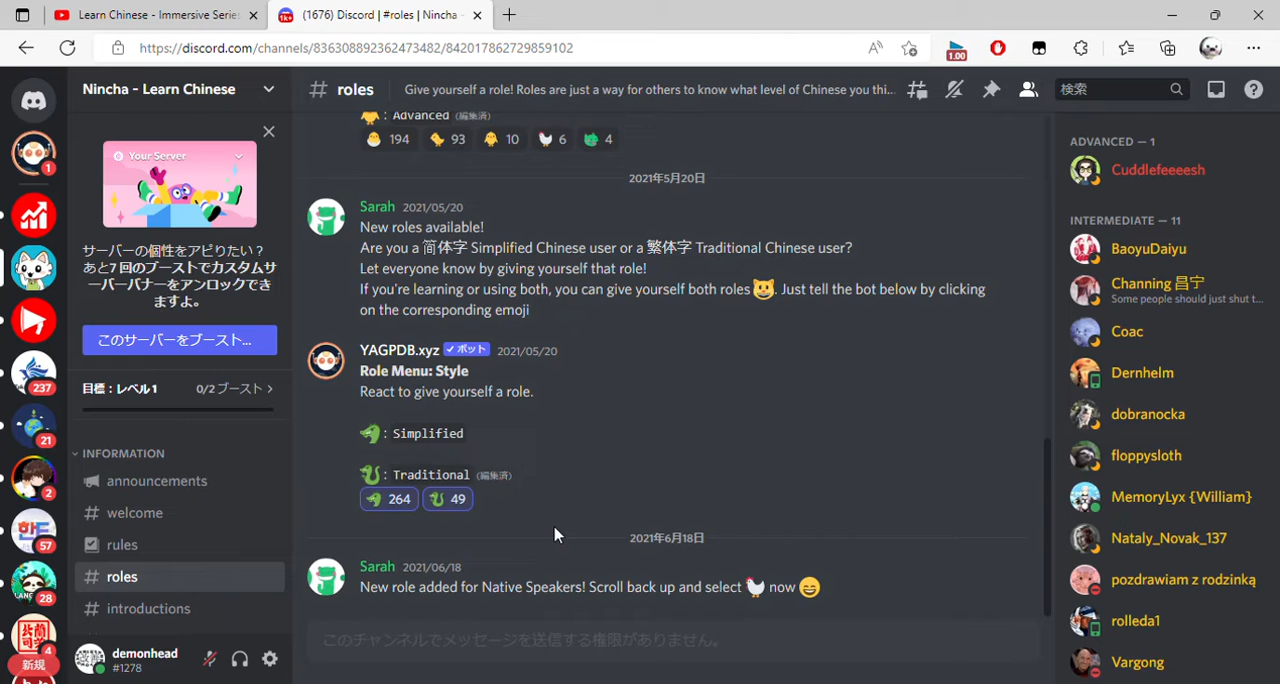 Learn Chinese - Immersive Series
(1676) Discord | #roles | Nincha -
https://discord.com/channels/836308892362473482/842017862729859102
1.00
Nincha - Learn Chinese
roles
Give yourself a role! Roles are just a way for others to know what level of Chinese you thi...
検索
Your Server
サーバーの個性をアピりたい？
あと7 回のブーストでカスタムサ
ーバーバナーをアンロックでき
ますよ。
このサーバーをブースト...
目標：レベル1
0/2 ブースト
INFORMATION
announcements
welcome
rules
roles
introductions
demonhead
#1278
1
237
21
2
57
28
4
新規
: Advanced (編集済)
194 93 10 6 4
2021年5月20日
Sarah 2021/05/20
New roles available!
Are you a 简体字 Simplified Chinese user or a 繁体字 Traditional Chinese user?
Let everyone know by giving yourself that role!
If you're learning or using both, you can give yourself both roles . Just tell the bot below by clicking
on the corresponding emoji
YAGPDB.xyz ボット 2021/05/20
Role Menu: Style
React to give yourself a role.
: Simplified
: Traditional (編集済)
264 49
2021年6月18日
Sarah 2021/06/18
New role added for Native Speakers! Scroll back up and select now
このチャンネルでメッセージを送信する権限がありません。
ADVANCED — 1
Cuddlefeeeesh
INTERMEDIATE — 11
BaoyuDaiyu
Channing 昌宁
Some people should just shut t...
Coac
Dernhelm
dobranocka
floppysloth
MemoryLyx {William}
Nataly_Novak_137
pozdrawiam z rodzinką
rolleda1
Vargong